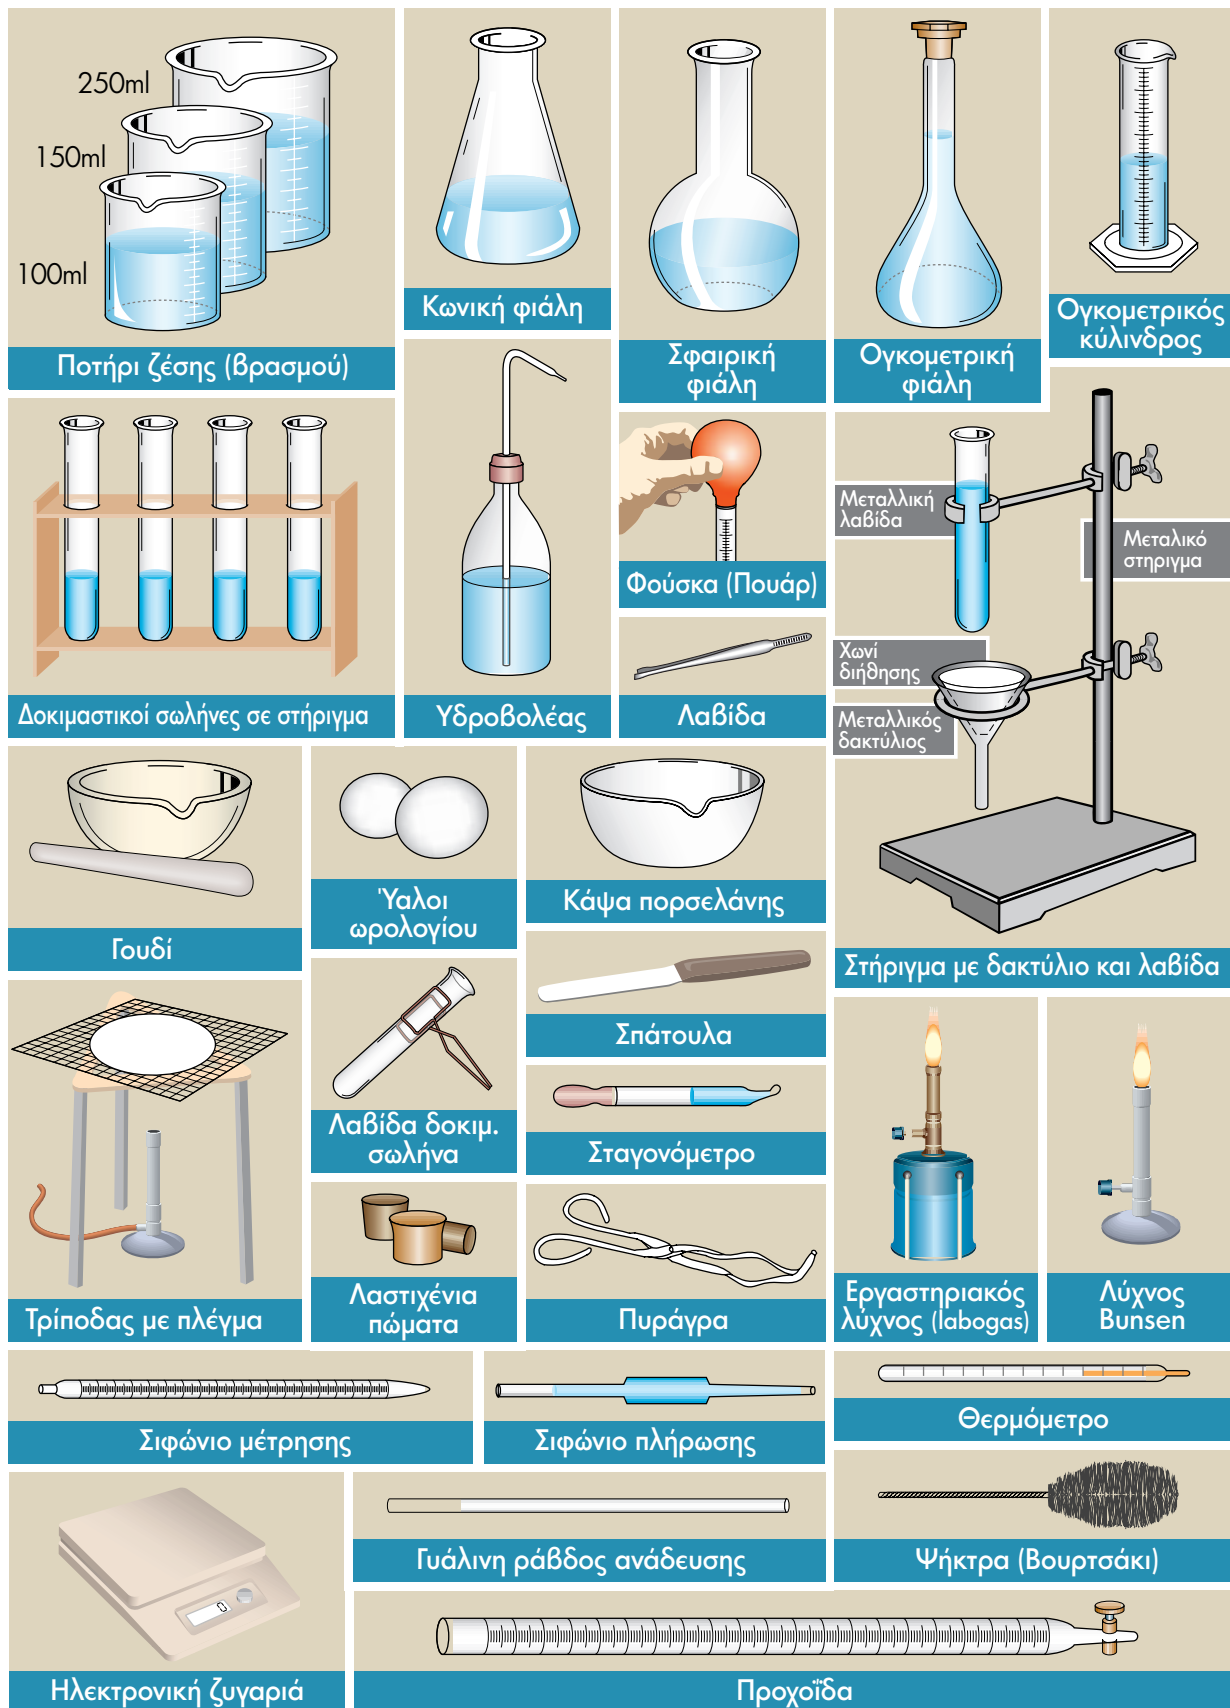 250ml
150ml
100ml
Ποτήρι ζέσης (βρασμού)
Κωνική φιάλη
Σφαιρική
φιάλη
Ογκομετρική
φιάλη
Ογκομετρικός
κύλινδρος
Δοκιμαστικοί σωλήνες σε στήριγμα
Υδροβολέας
Φούσκα (Πουάρ)
Λαβίδα
Μεταλλική
λαβίδα
Μεταλικό
στηριγμα
Χωνί
διήθησης
Μεταλλικός
δακτύλιος
Στήριγμα με δακτύλιο και λαβίδα
Γουδί
Ύαλοι
ωρολογίου
Κάψα πορσελάνης
Σπάτουλα
Λαβίδα δοκιμ.
σωλήνα
Σταγονόμετρο
Τρίποδας με πλέγμα
Λαστιχένια
πώματα
Πυράγρα
Εργαστηριακός
λύχνος (labogas)
Λύχνος
Bunsen
Σιφώνιο μέτρησης
Σιφώνιο πλήρωσης
Θερμόμετρο
0
Ηλεκτρονική ζυγαριά
Γυάλινη ράβδος ανάδευσης
Ψήκτρα (Βουρτσάκι)
Προχοΐδα